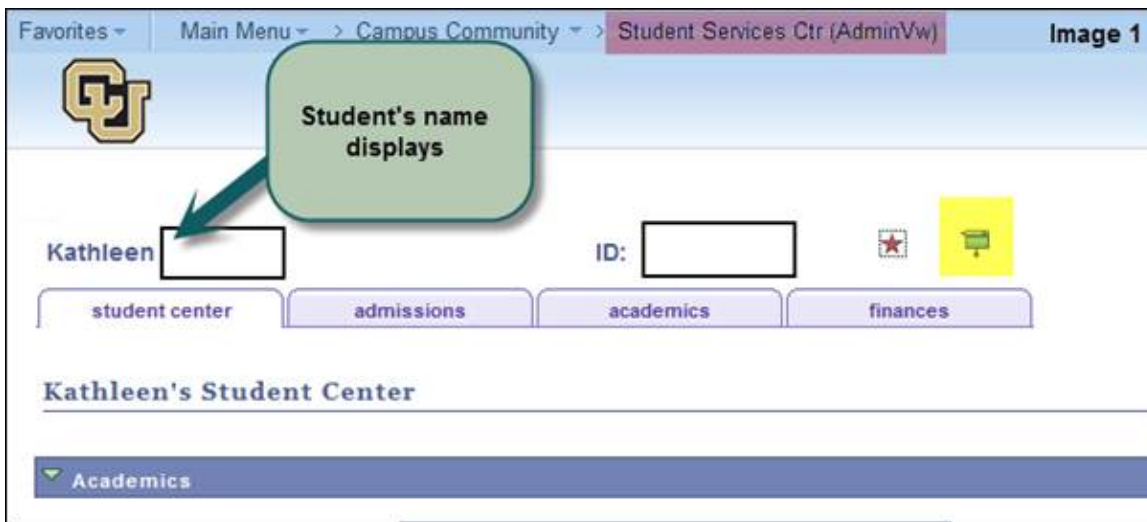 Favorites Main Menu > Campus Community > Student Services Ctr (AdminVw) Image 1
CU
Student's name
displays
Kathleen ID:
student center admissions academics finances
Kathleen's Student Center
Academics